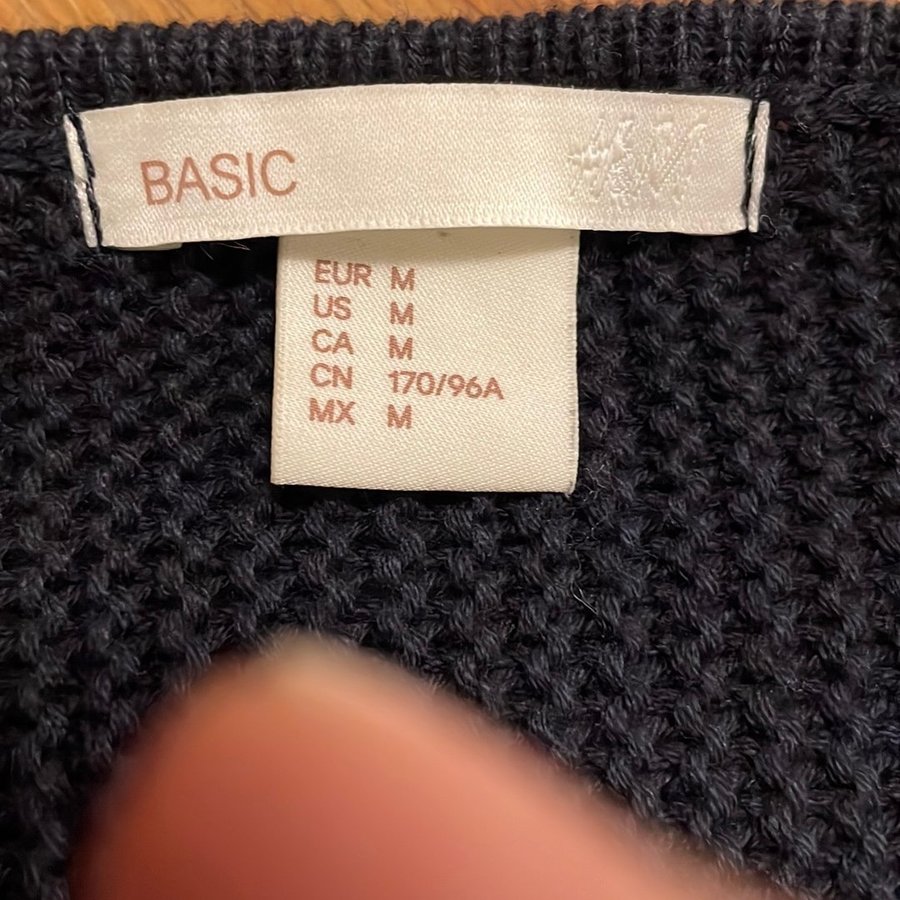 BASIC H&M
EUR M
US M
CA M
CN 170/96A
MX M